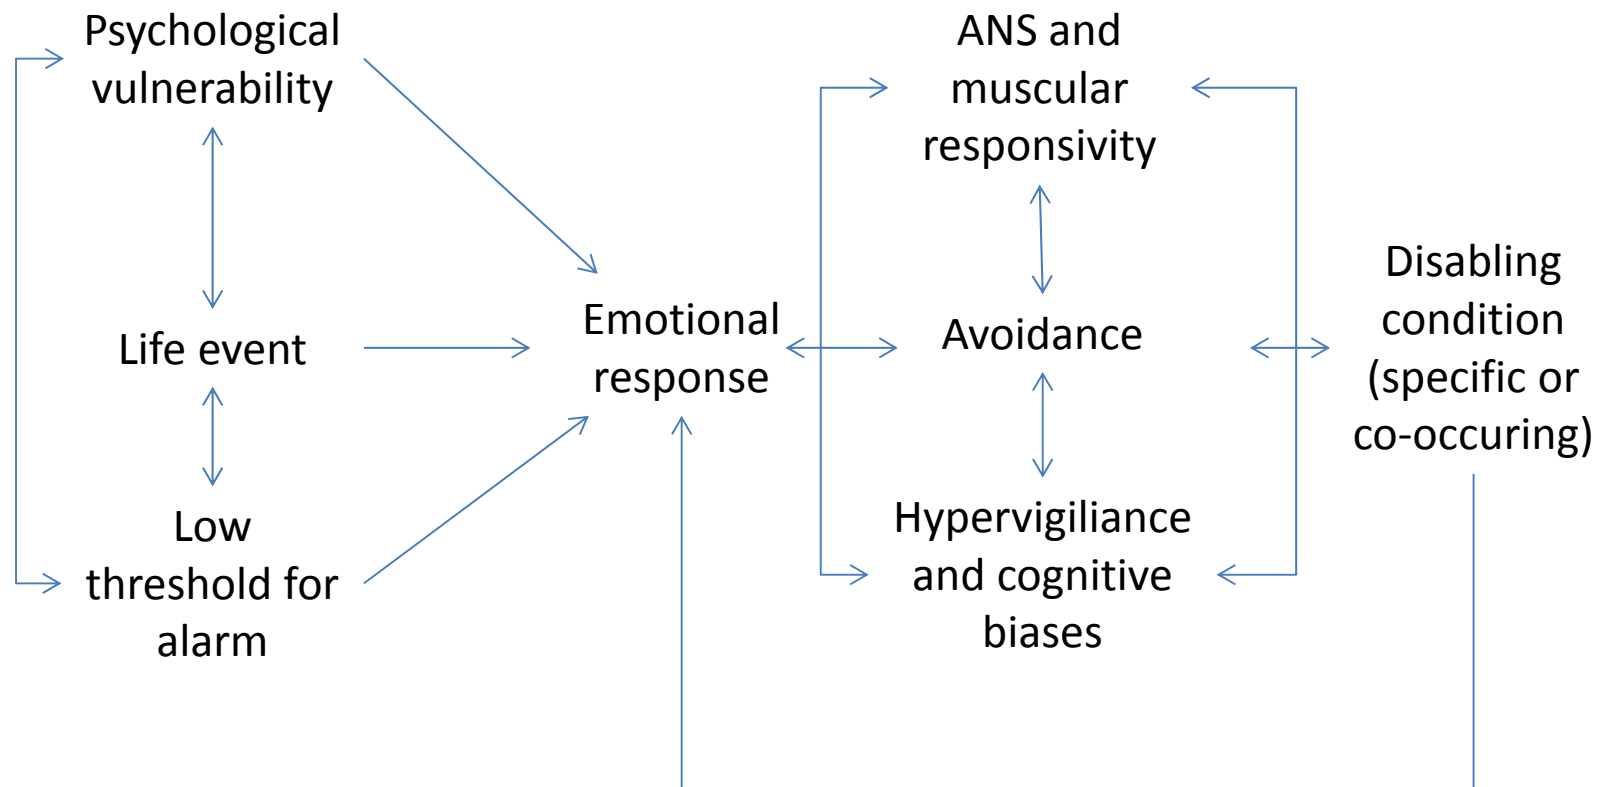 Psychological
vulnerability
Life event
Low
threshold for
alarm
Emotional
response
ANS and
muscular
responsivity
Avoidance
Hypervigiliance
and cognitive
biases
Disabling
condition
(specific or
co-occuring)